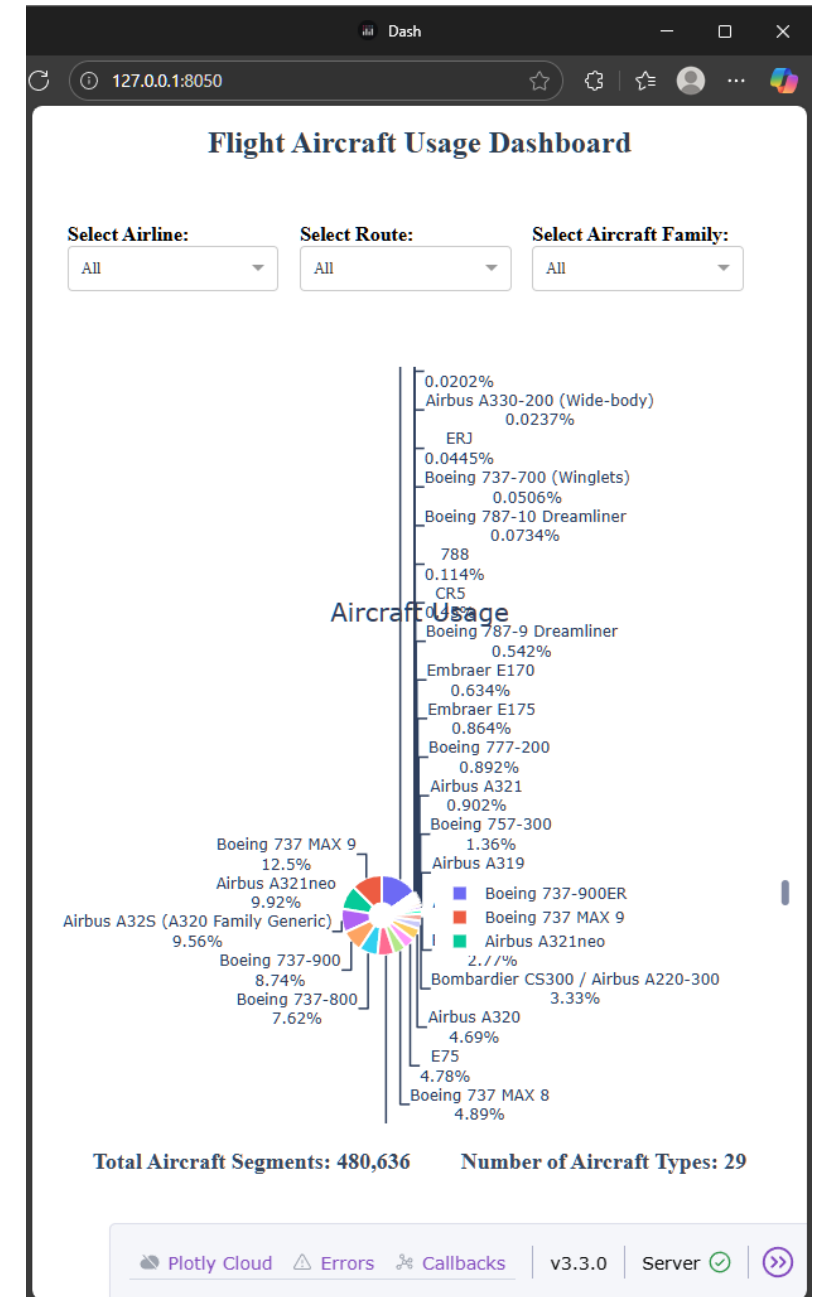 Dash
127.0.0.1:8050
Flight Aircraft Usage Dashboard
Select Airline:
Select Route:
Select Aircraft Family:
All
All
All
0.0202%
Airbus A330-200 (Wide-body)
0.0237%
ERJ
0.0445%
Boeing 737-700 (Winglets)
0.0506%
Boeing 787-10 Dreamliner
0.0734%
788
0.114%
CR5
Aircraft Usage
Boeing 787-9 Dreamliner
0.542%
Embraer E170
0.634%
Embraer E175
0.864%
Boeing 777-200
0.892%
Airbus A321
0.902%
Boeing 757-300
1.36%
Airbus A319
Boeing 737 MAX 9
12.5%
Airbus A321neo
9.92%
Airbus A32S (A320 Family Generic)
9.56%
Boeing 737-900
8.74%
Boeing 737-800
7.62%
Boeing 737-900ER
Boeing 737 MAX 9
Airbus A321neo
2.77%
Bombardier CS300 / Airbus A220-300
3.33%
Airbus A320
4.69%
E75
4.78%
Boeing 737 MAX 8
4.89%
Total Aircraft Segments: 480,636
Number of Aircraft Types: 29
Plotly Cloud
Errors
Callbacks
v3.3.0
Server